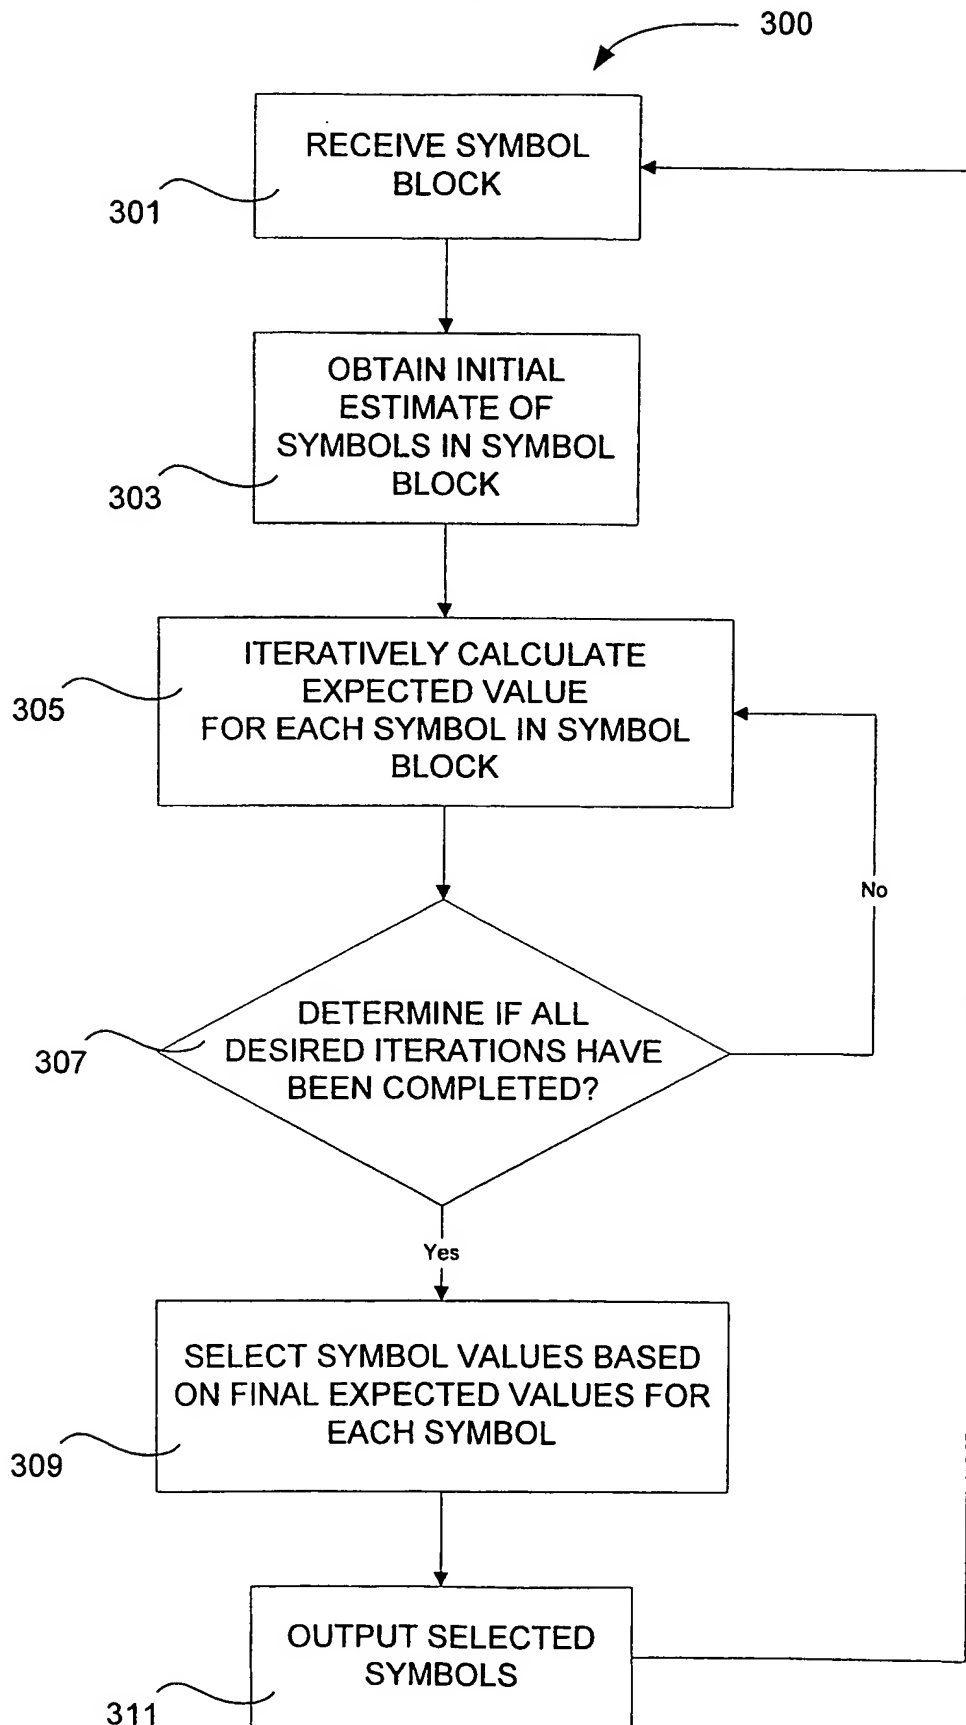 300
RECEIVE SYMBOL
BLOCK
301
OBTAIN INITIAL
ESTIMATE OF
SYMBOLS IN SYMBOL
BLOCK
303
ITERATIVELY CALCULATE
EXPECTED VALUE
FOR EACH SYMBOL IN SYMBOL
BLOCK
305
No
DETERMINE IF ALL
DESIRED ITERATIONS HAVE
BEEN COMPLETED?
307
Yes
SELECT SYMBOL VALUES BASED
ON FINAL EXPECTED VALUES FOR
EACH SYMBOL
309
OUTPUT SELECTED
SYMBOLS
311